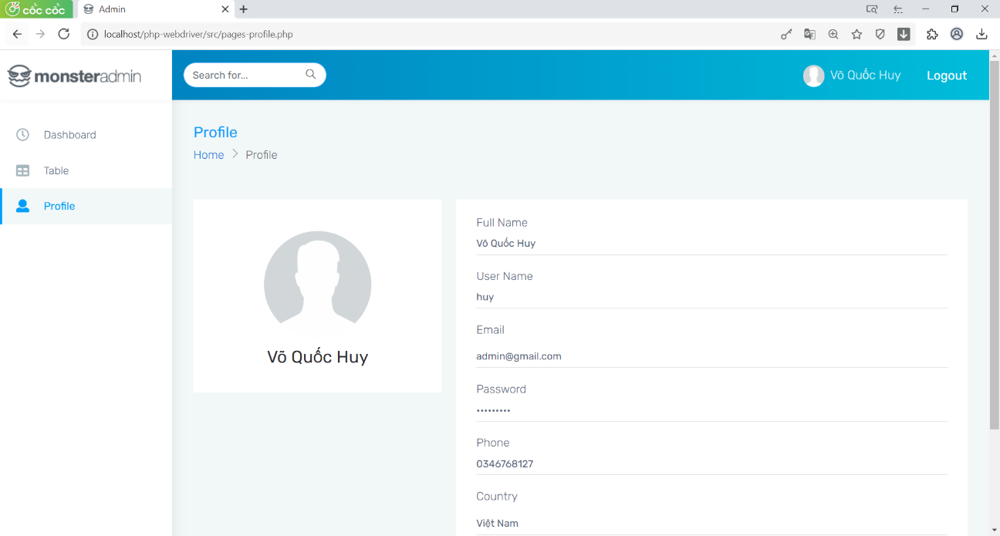 cốc cốc
Admin
localhost/php-webdriver/src/pages-profile.php
monsteradmin
Search for...
Võ Quốc Huy
Logout
Dashboard
Table
Profile
Profile
Home > Profile
Võ Quốc Huy
Full Name
Võ Quốc Huy
User Name
huy
Email
admin@gmail.com
Password
•••••••••
Phone
0346768127
Country
Việt Nam